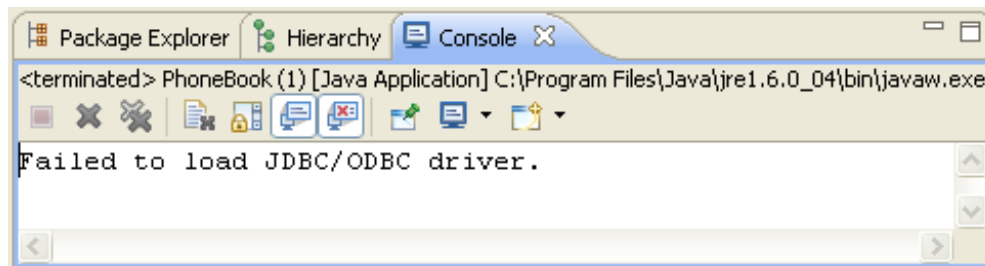 Package Explorer Hierarchy Console
<terminated> PhoneBook (1) [Java Application] C:\Program Files\Java\jre1.6.0_04\bin\javaw.exe
Failed to load JDBC/ODBC driver.